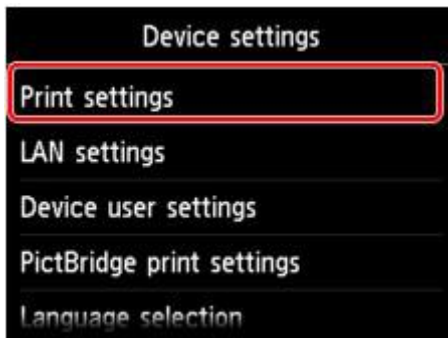 Device settings
Print settings
LAN settings
Device user settings
PictBridge print settings
Language selection